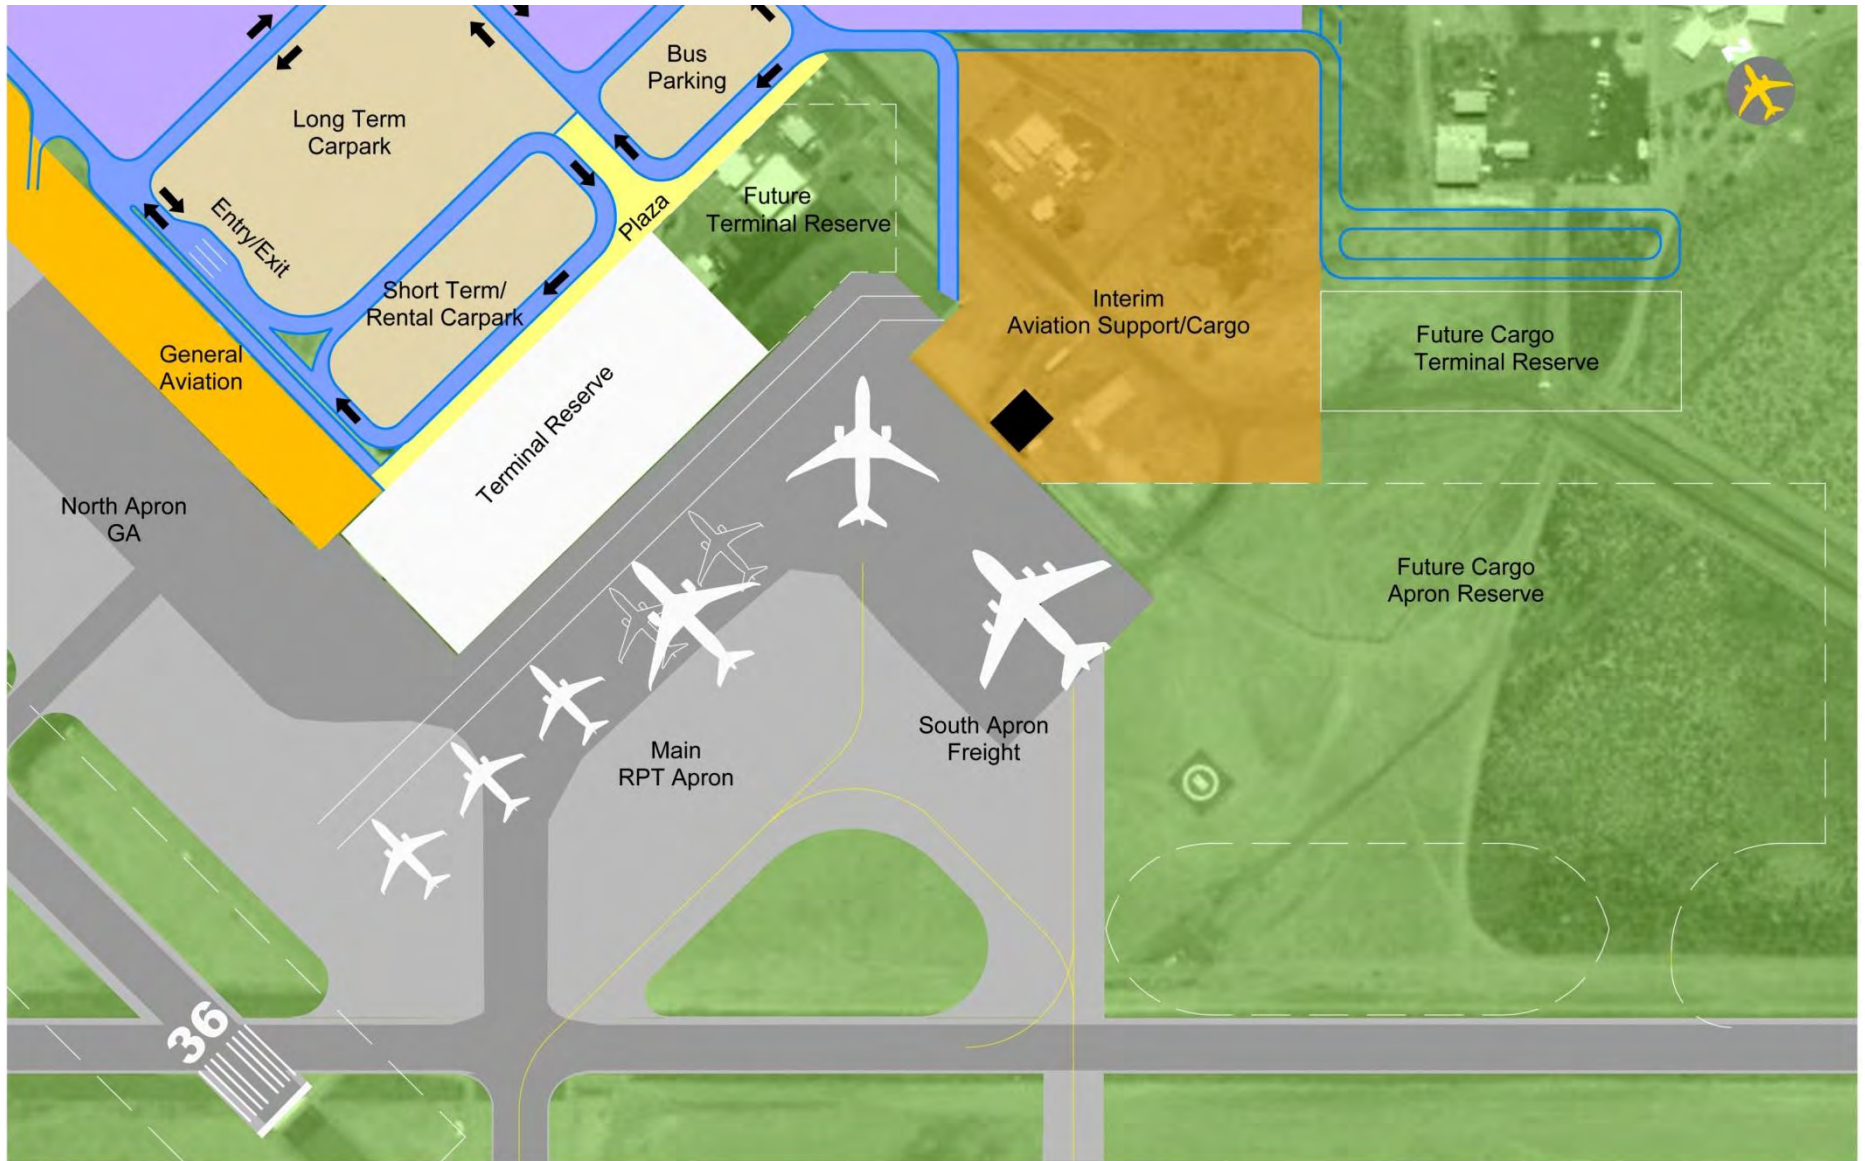 Bus
Parking
Long Term
Carpark
Future
Terminal Reserve
Plaza
Entry/Exit
Short Term/
Rental Carpark
Interim
Aviation Support/Cargo
Future Cargo
Terminal Reserve
General
Aviation
Terminal Reserve
North Apron
GA
Future Cargo
Apron Reserve
South Apron
Freight
Main
RPT Apron
36
N